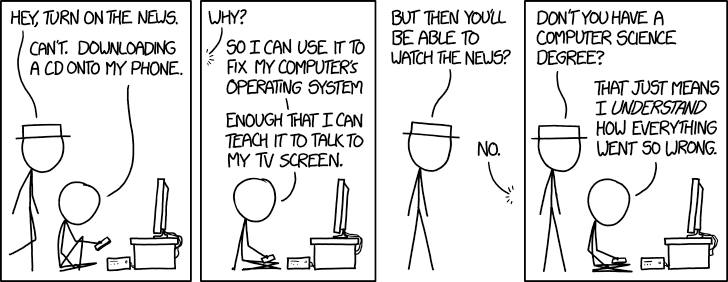 HEY, TURN ON THE NEWS.
CAN'T. DOWNLOADING
A CD ONTO MY PHONE.
WHY?
SO I CAN USE IT TO
FIX MY COMPUTER'S
OPERATING SYSTEM
ENOUGH THAT I CAN
TEACH IT TO TALK TO
MY TV SCREEN.
BUT THEN YOU'LL
BE ABLE TO
WATCH THE NEWS?
NO.
DON'T YOU HAVE A
COMPUTER SCIENCE
DEGREE?
THAT JUST MEANS
I UNDERSTAND
HOW EVERYTHING
WENT SO WRONG.